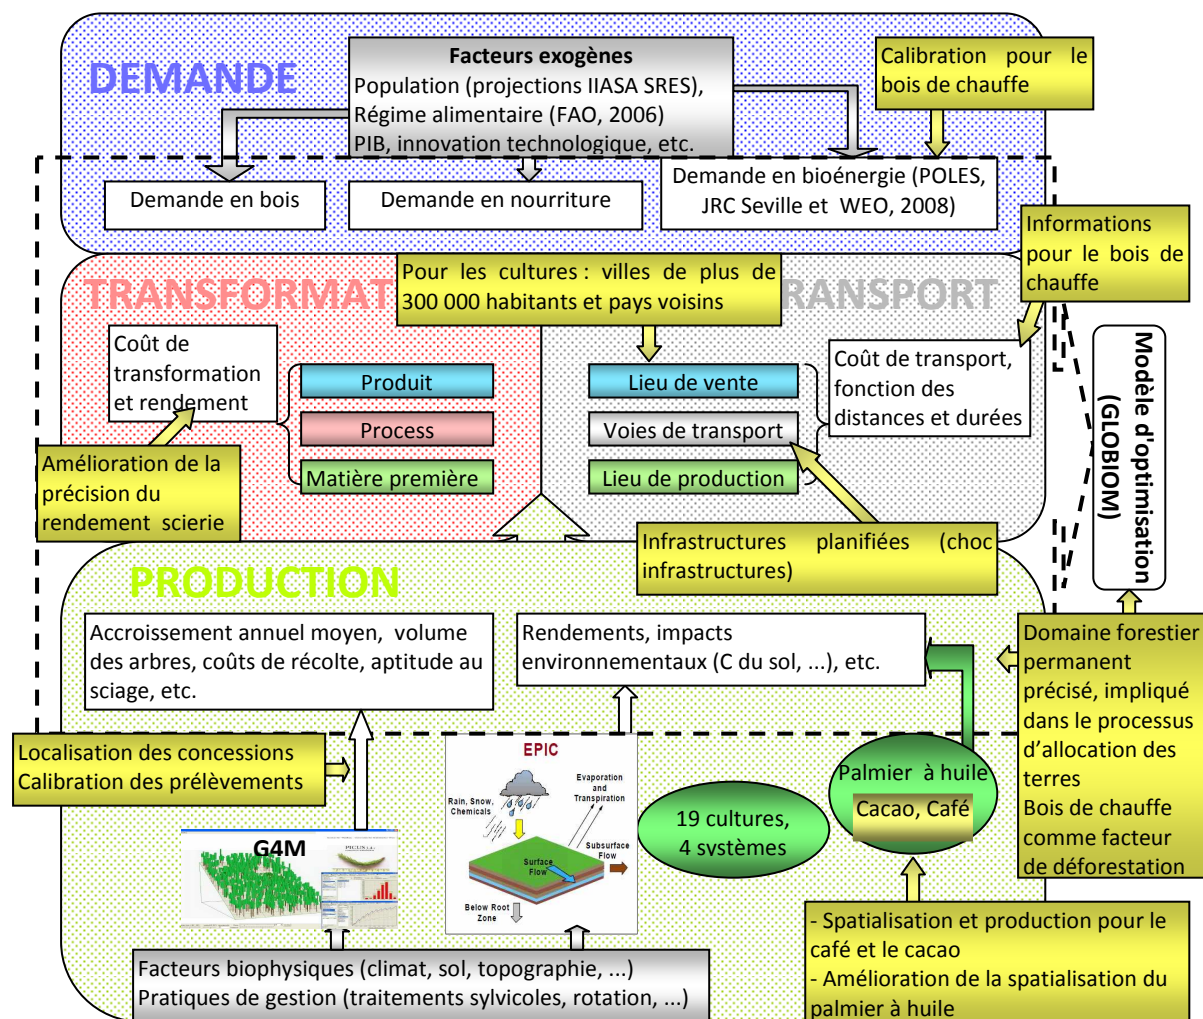 DEMANDE
Facteurs exogènes
Population (projections IIASA SRES),
Régime alimentaire (FAO, 2006)
PIB, innovation technologique, etc.
Calibration pour le
bois de chauffe
Demande en bois
Demande en nourriture
Demande en bioénergie (POLES,
JRC Seville et WEO, 2008)
Informations
pour le bois de
chauffe
TRANSFORMAT
RANSPORT
Pour les cultures : villes de plus de
300 000 habitants et pays voisins
Coût de
transformation
et rendement
Produit
Process
Matière première
Lieu de vente
Voies de transport
Lieu de production
Coût de transport,
fonction des
distances et durées
Modèle d'optimisation
(GLOBIOM)
Amélioration de la
précision du
rendement scierie
Infrastructures planifiées (choc
infrastructures)
PRODUCTION
Accroissement annuel moyen, volume
des arbres, coûts de récolte, aptitude au
sciage, etc.
Rendements, impacts
environnementaux (C du sol, ...), etc.
Domaine forestier
permanent
précisé, impliqué
dans le processus
d'allocation des
terres
Bois de chauffe
comme facteur
de déforestation
Localisation des concessions
Calibration des prélèvements
G4M
EPIC
Evaporation
and
Transpiration
Rain, Snow,
Chemicals
Surface
Flow
Subsurface
Flow
Below Root
Zone
19 cultures,
4 systèmes
Palmier à huile
Cacao, Café
- Spatialisation et production pour le
café et le cacao
- Amélioration de la spatialisation du
palmier à huile
Facteurs biophysiques (climat, sol, topographie, ...)
Pratiques de gestion (traitements sylvicoles, rotation, ...)